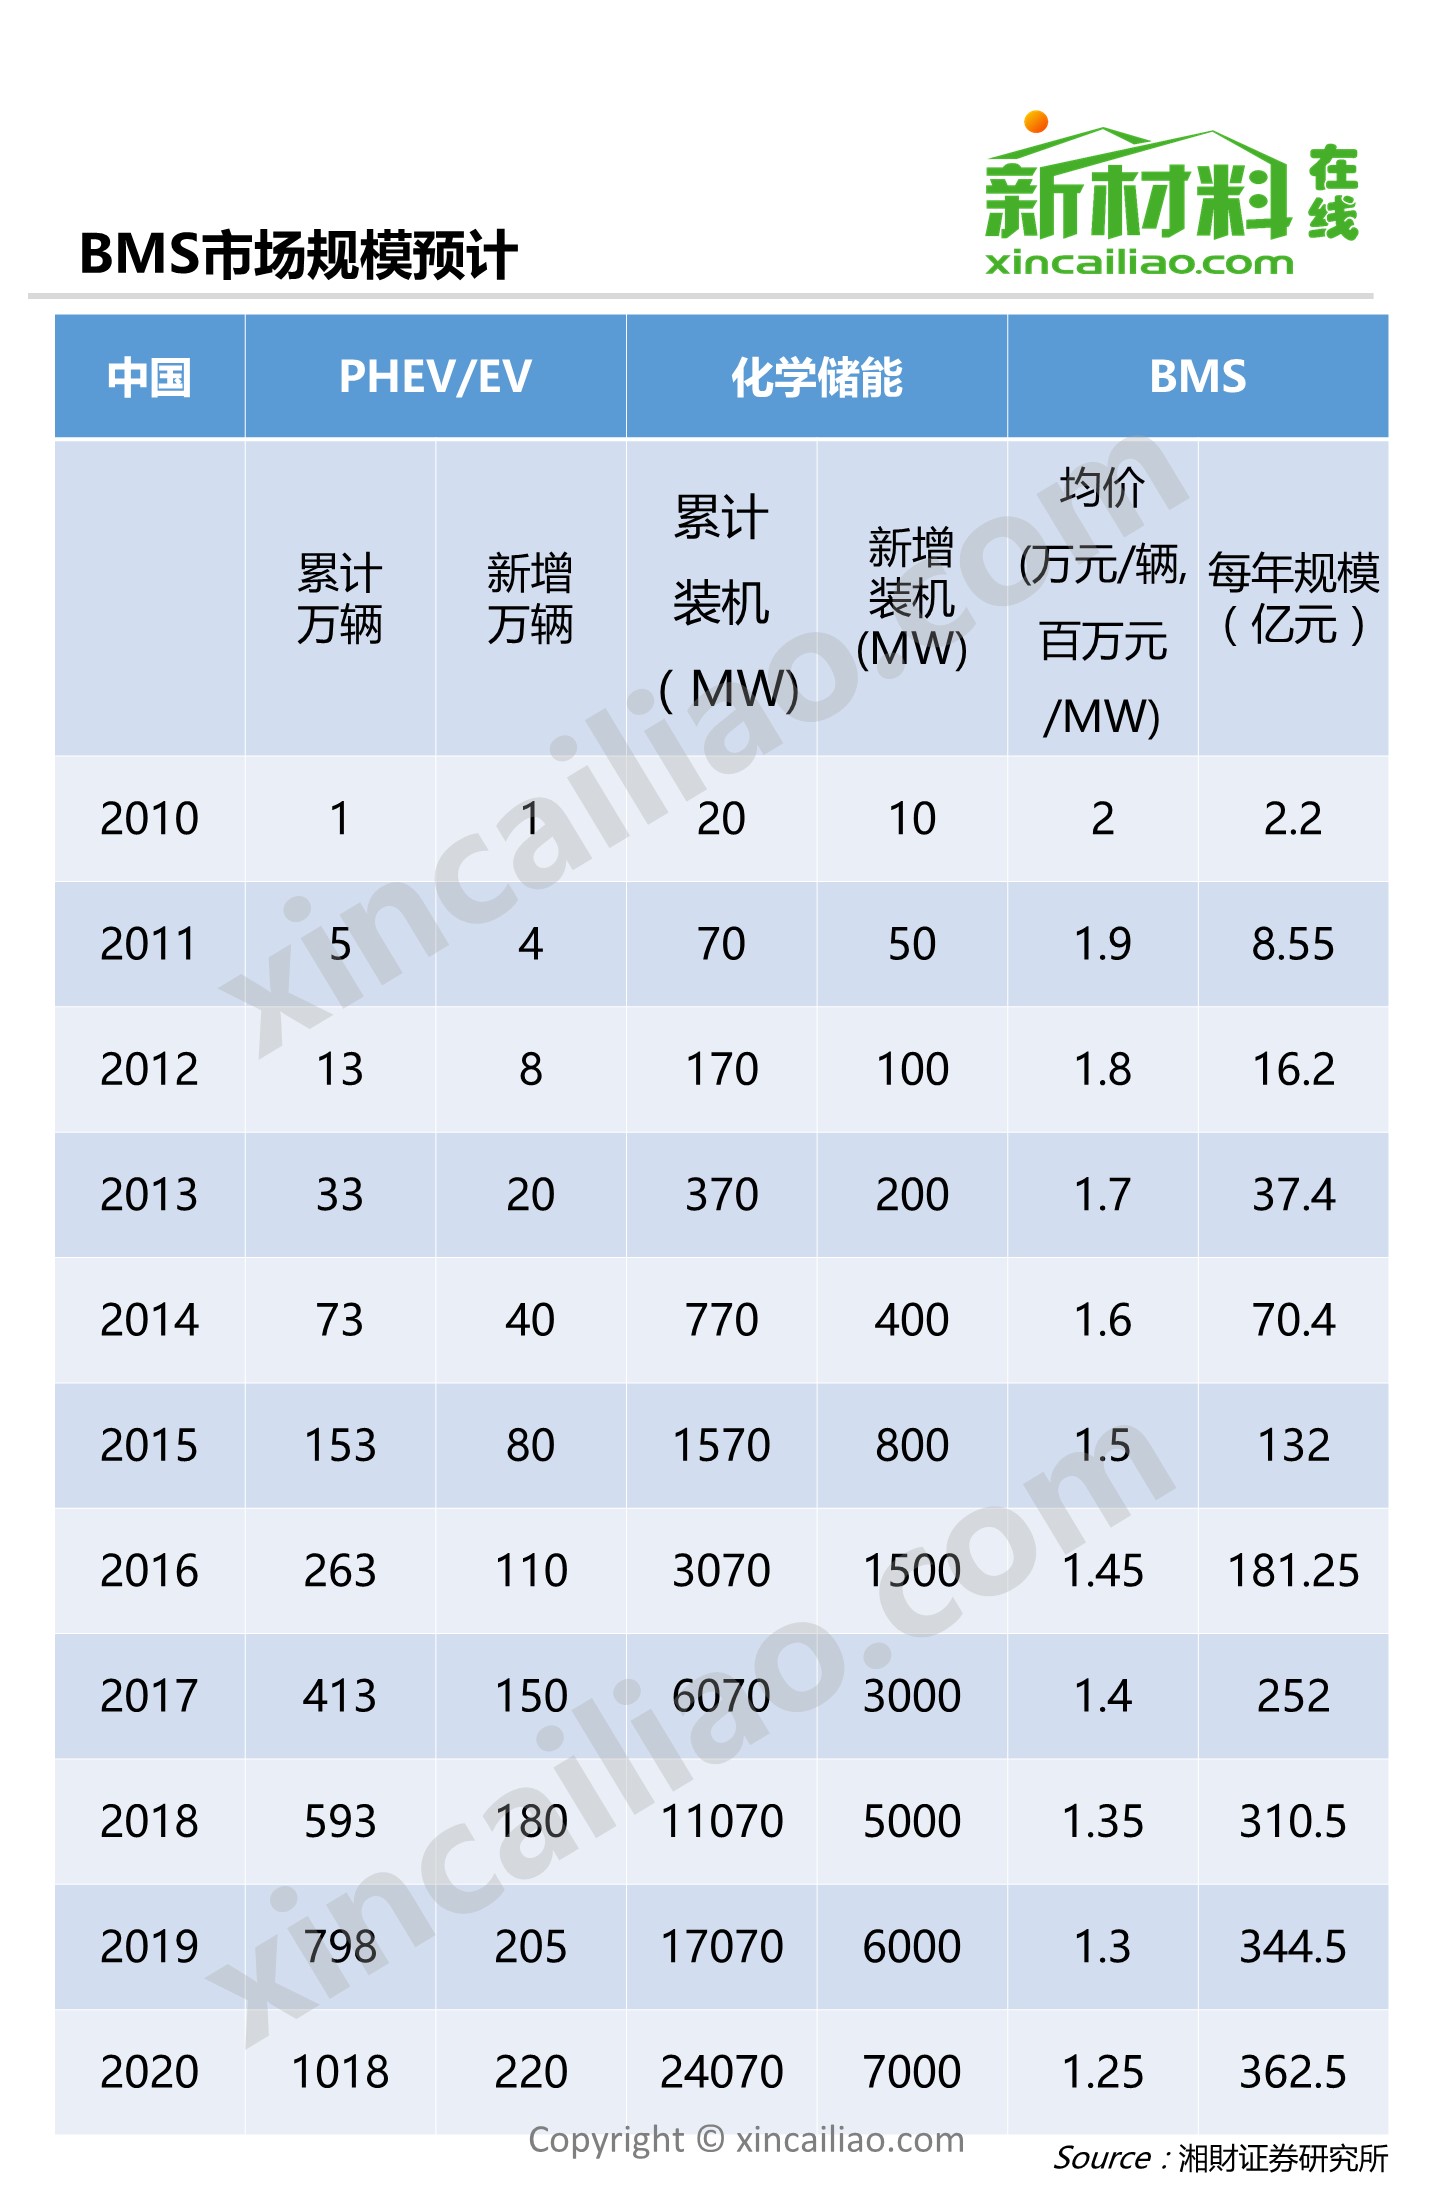 新材料在线
xincailiao.com
BMS市场规模预计
中国 PHEV/EV 化学储能 BMS
累计万辆 新增万辆 累计装机(MW) 新增装机(MW) 均价(万元/辆,百万元/MW) 每年规模(亿元)
2010 1 1 20 10 2 2.2
2011 5 4 70 50 1.9 8.55
2012 13 8 170 100 1.8 16.2
2013 33 20 370 200 1.7 37.4
2014 73 40 770 400 1.6 70.4
2015 153 80 1570 800 1.5 132
2016 263 110 3070 1500 1.45 181.25
2017 413 150 6070 3000 1.4 252
2018 593 180 11070 5000 1.35 310.5
2019 798 205 17070 6000 1.3 344.5
2020 1018 220 24070 7000 1.25 362.5
xincailiao.com
xincailiao.com
Copyright © xincailiao.com
Source：湘財证券研究所